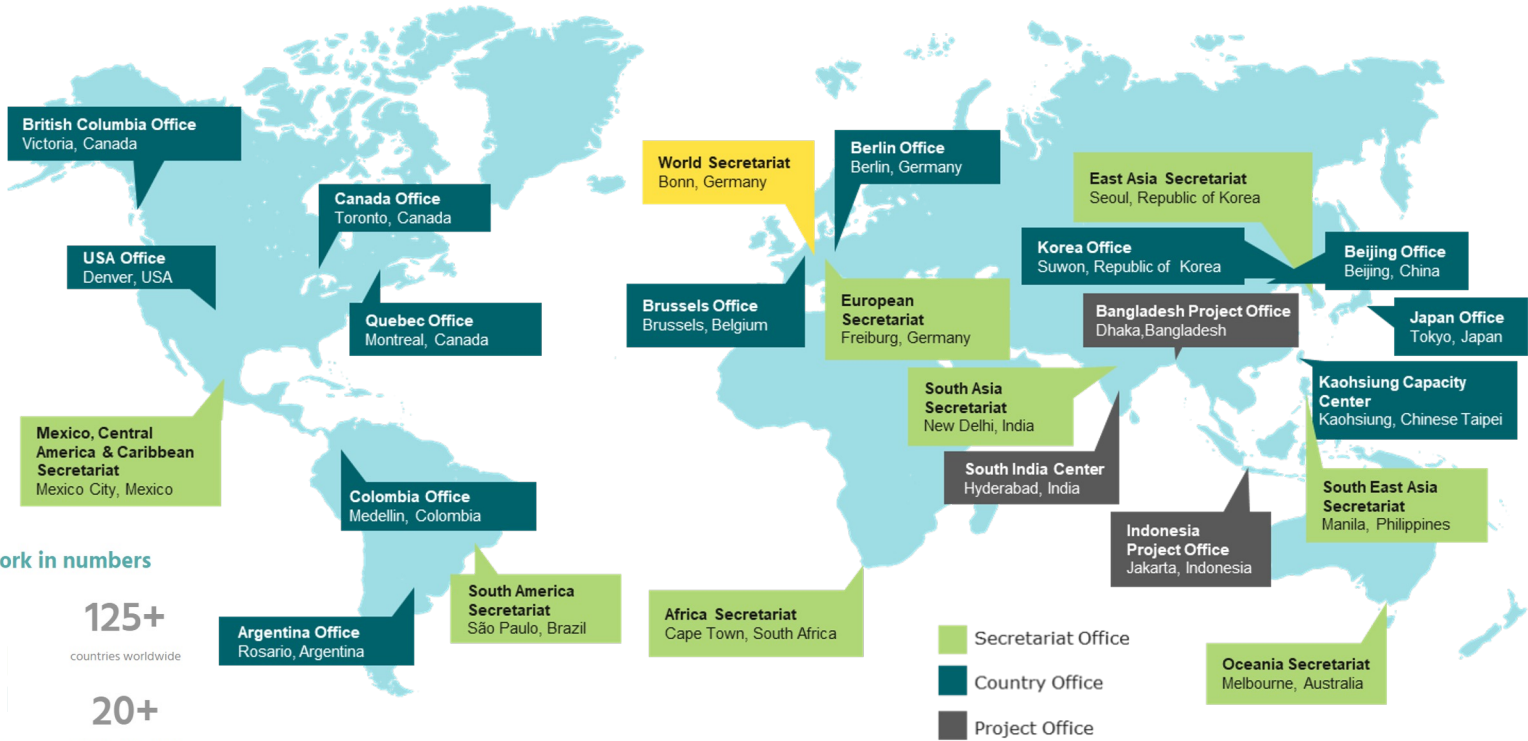 British Columbia Office
Victoria, Canada
Canada Office
Toronto, Canada
USA Office
Denver, USA
Quebec Office
Montreal, Canada
Mexico, Central
America & Caribbean
Secretariat
Mexico City, Mexico
Colombia Office
Medellin, Colombia
South America
Secretariat
São Paulo, Brazil
Argentina Office
Rosario, Argentina
World Secretariat
Bonn, Germany
Berlin Office
Berlin, Germany
Brussels Office
Brussels, Belgium
European
Secretariat
Freiburg, Germany
East Asia Secretariat
Seoul, Republic of Korea
Korea Office
Suwon, Republic of Korea
Beijing Office
Beijing, China
Bangladesh Project Office
Dhaka,Bangladesh
Japan Office
Tokyo, Japan
South Asia
Secretariat
New Delhi, India
Kaohsiung Capacity
Center
Kaohsiung, Chinese Taipei
South India Center
Hyderabad, India
South East Asia
Secretariat
Manila, Philippines
Indonesia
Project Office
Jakarta, Indonesia
Africa Secretariat
Cape Town, South Africa
Oceania Secretariat
Melbourne, Australia
ork in numbers
125+
countries worldwide
20+
Secretariat Office
Country Office
Project Office